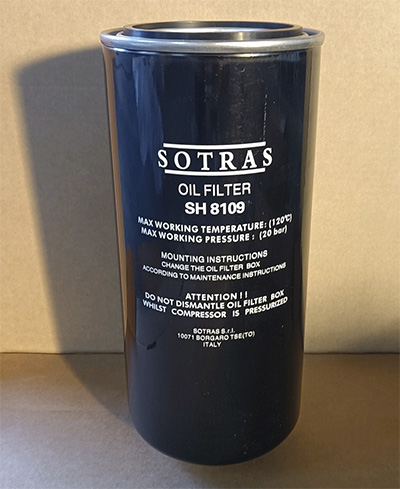 SOTRAS
OIL FILTER
SH 8109
MAX WORKING TEMPERATURE: (120℃)
MAX WORKING PRESSURE : (20 bar)
MOUNTING INSTRUCTIONS
CHANGE THE OIL FILTER BOX
ACCORDING TO MAINTENANCE INSTRUCTIONS
ATTENTION ! !
DO NOT DISMANTLE OIL FILTER BOX
WHILST COMPRESSOR IS PRESSURIZED
SOTRAS S.r.l.
10071 BORGARO TSE(TO)
ITALY